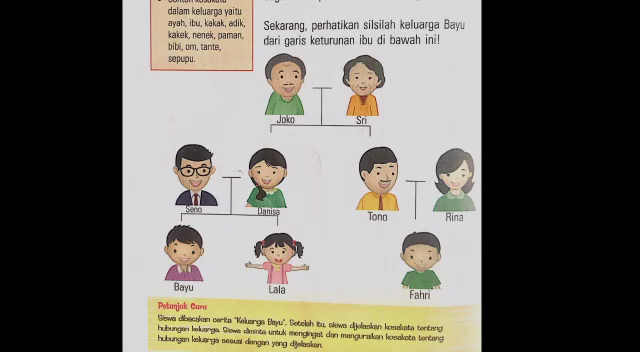 Contoh kosakata
dalam keluarga yaitu
ayah, ibu, kakak, adik,
kakek, nenek, paman,
bibi, om, tante,
sepupu.
Sekarang, perhatikan silsilah keluarga Bayu
dari garis keturunan ibu di bawah ini!
Joko
Sri
Seno
Danisa
Tono
Rina
Bayu
Lala
Fahri
Petunjuk Guru
Siswa dibacakan cerita "Keluarga Bayu". Setelah itu, siswa dijelaskan kosakata tentang
hubungan keluarga. Siswa diminta untuk mengingat dan menguraikan kosakata tentang
hubungan keluarga sesuai dengan yang dijelaskan.